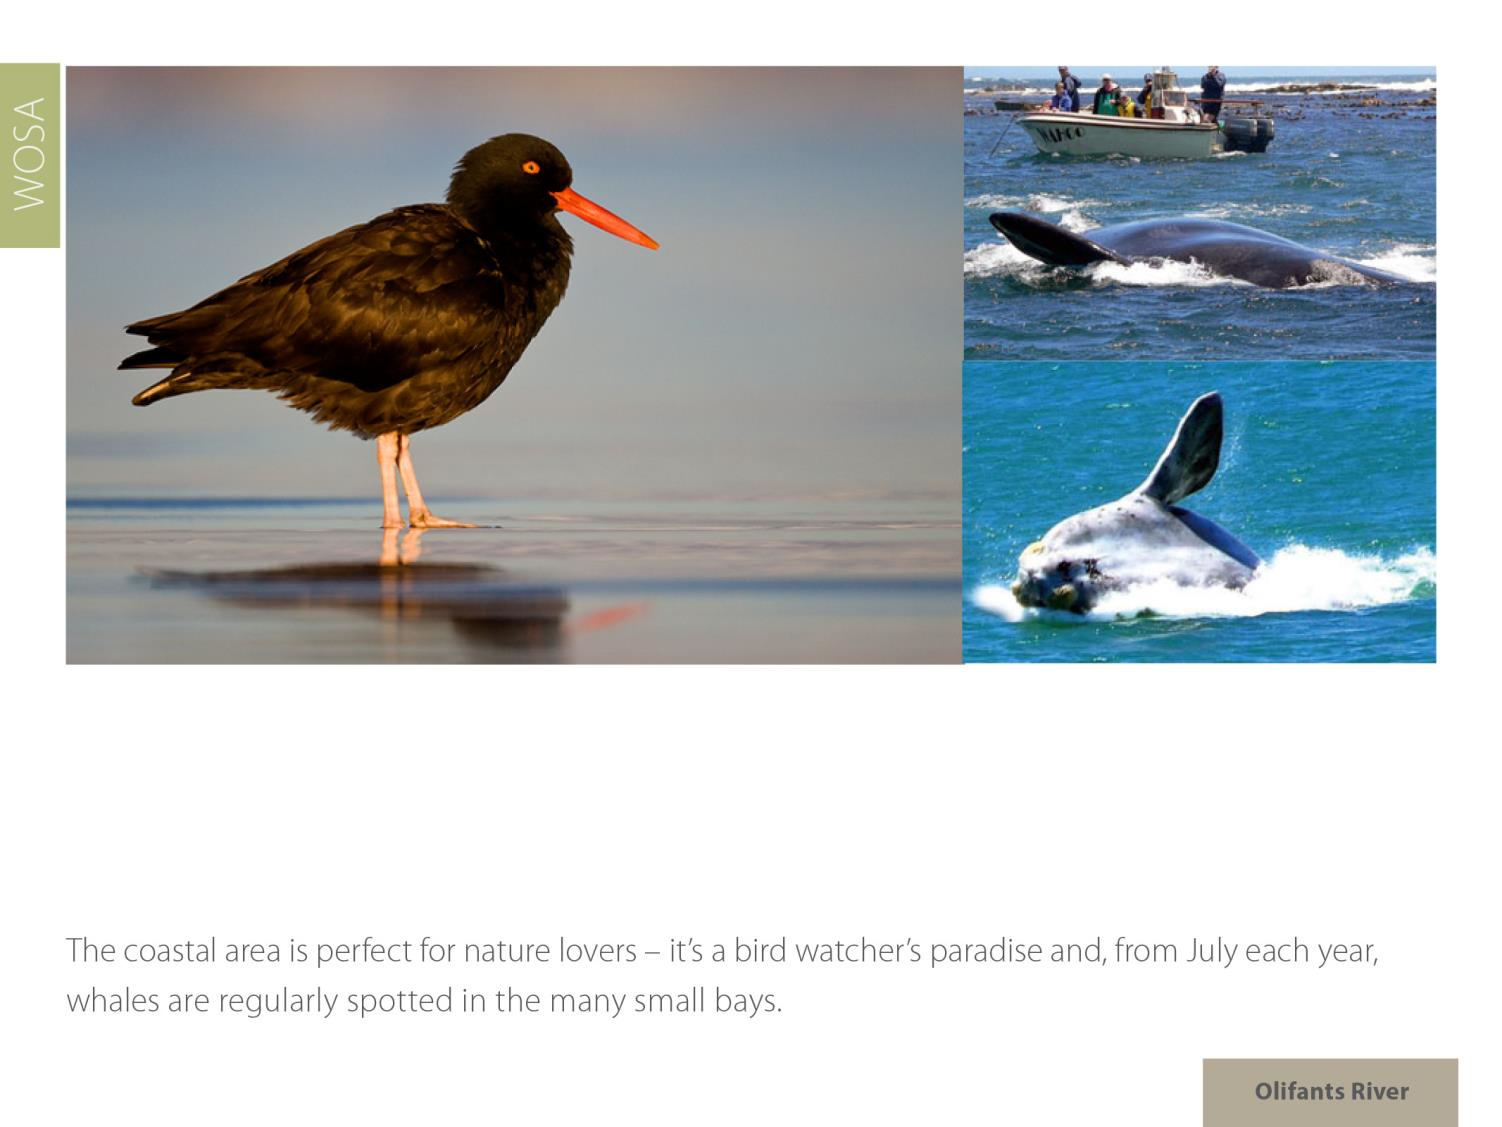 WOSA
WAHOO
The coastal area is perfect for nature lovers – it’s a bird watcher’s paradise and, from July each year,
whales are regularly spotted in the many small bays.
Olifants River